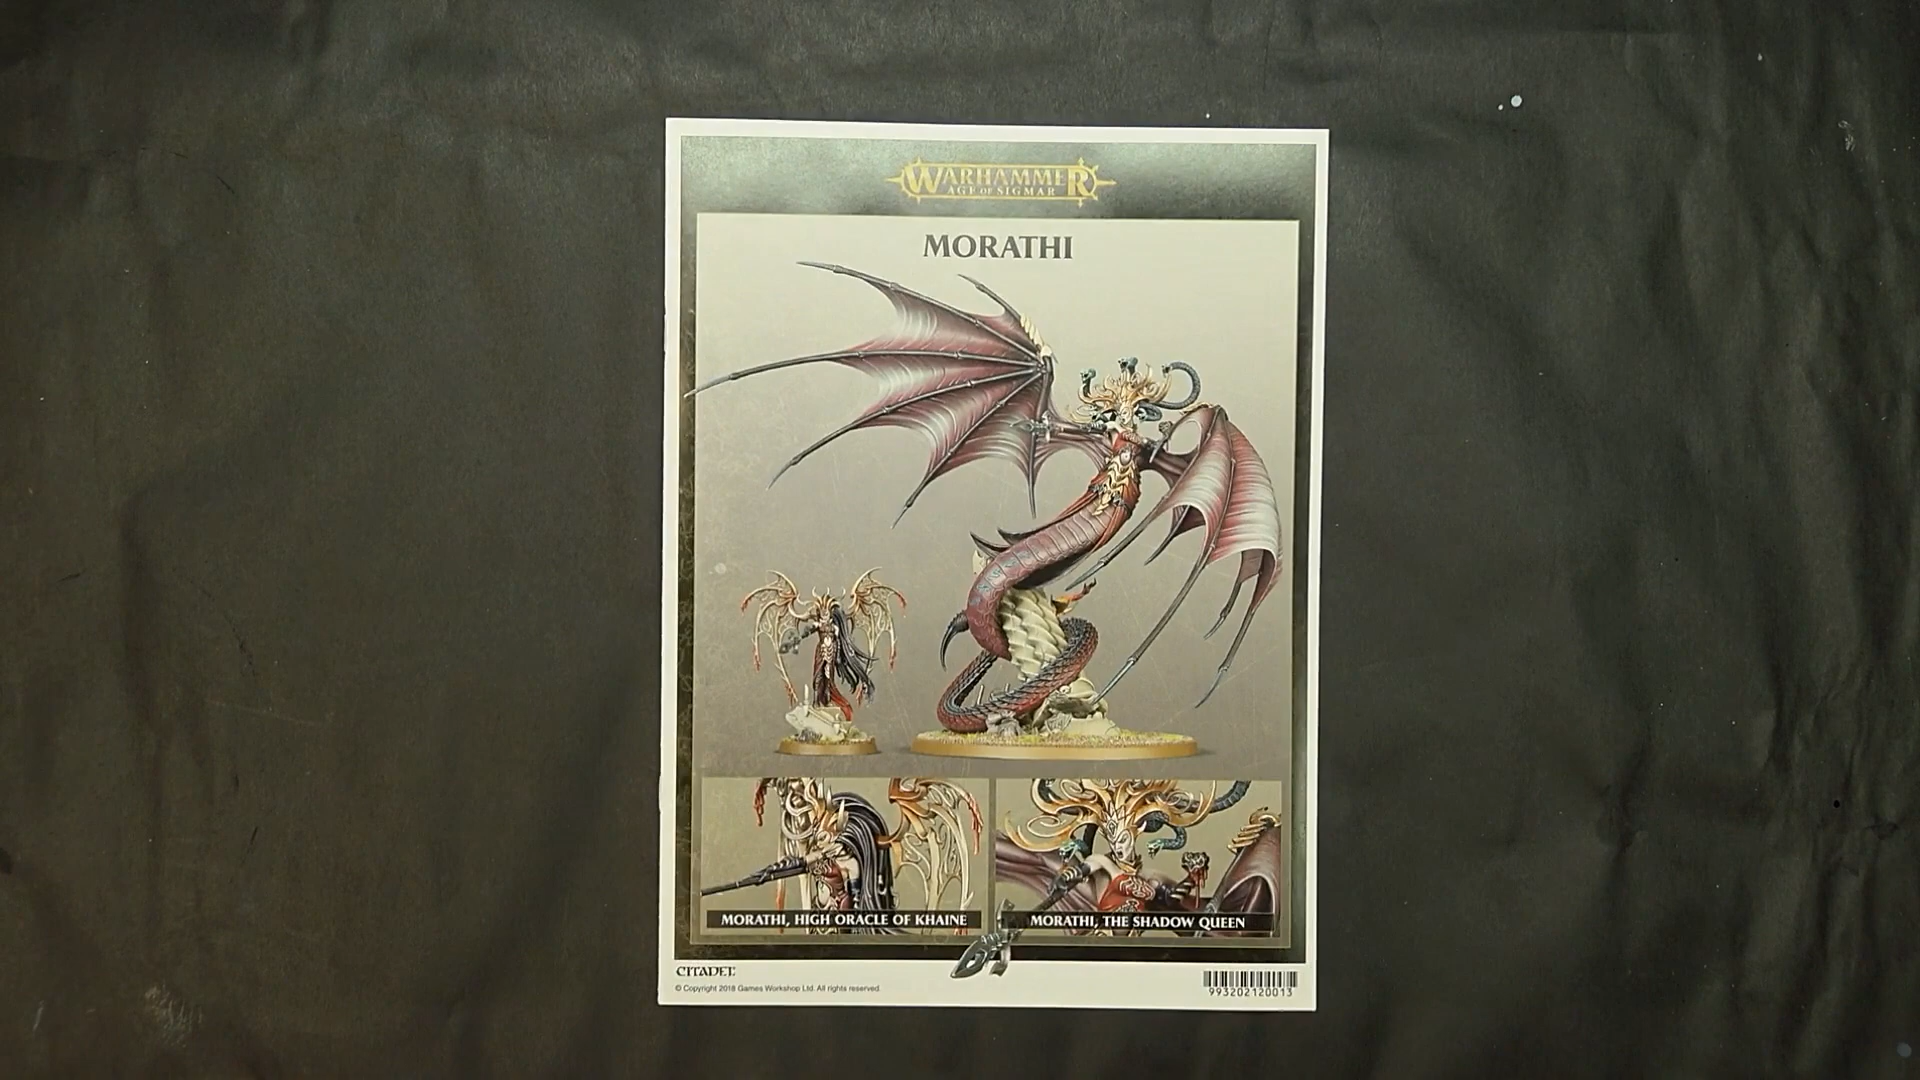 WARHAMMER
AGE OF SIGMAR
MORATHI
MORATHI, HIGH ORACLE OF KHAINE
MORATHI, THE SHADOW QUEEN
CITADEL
© Copyright 2018 Games Workshop Ltd. All rights reserved.
993202120013